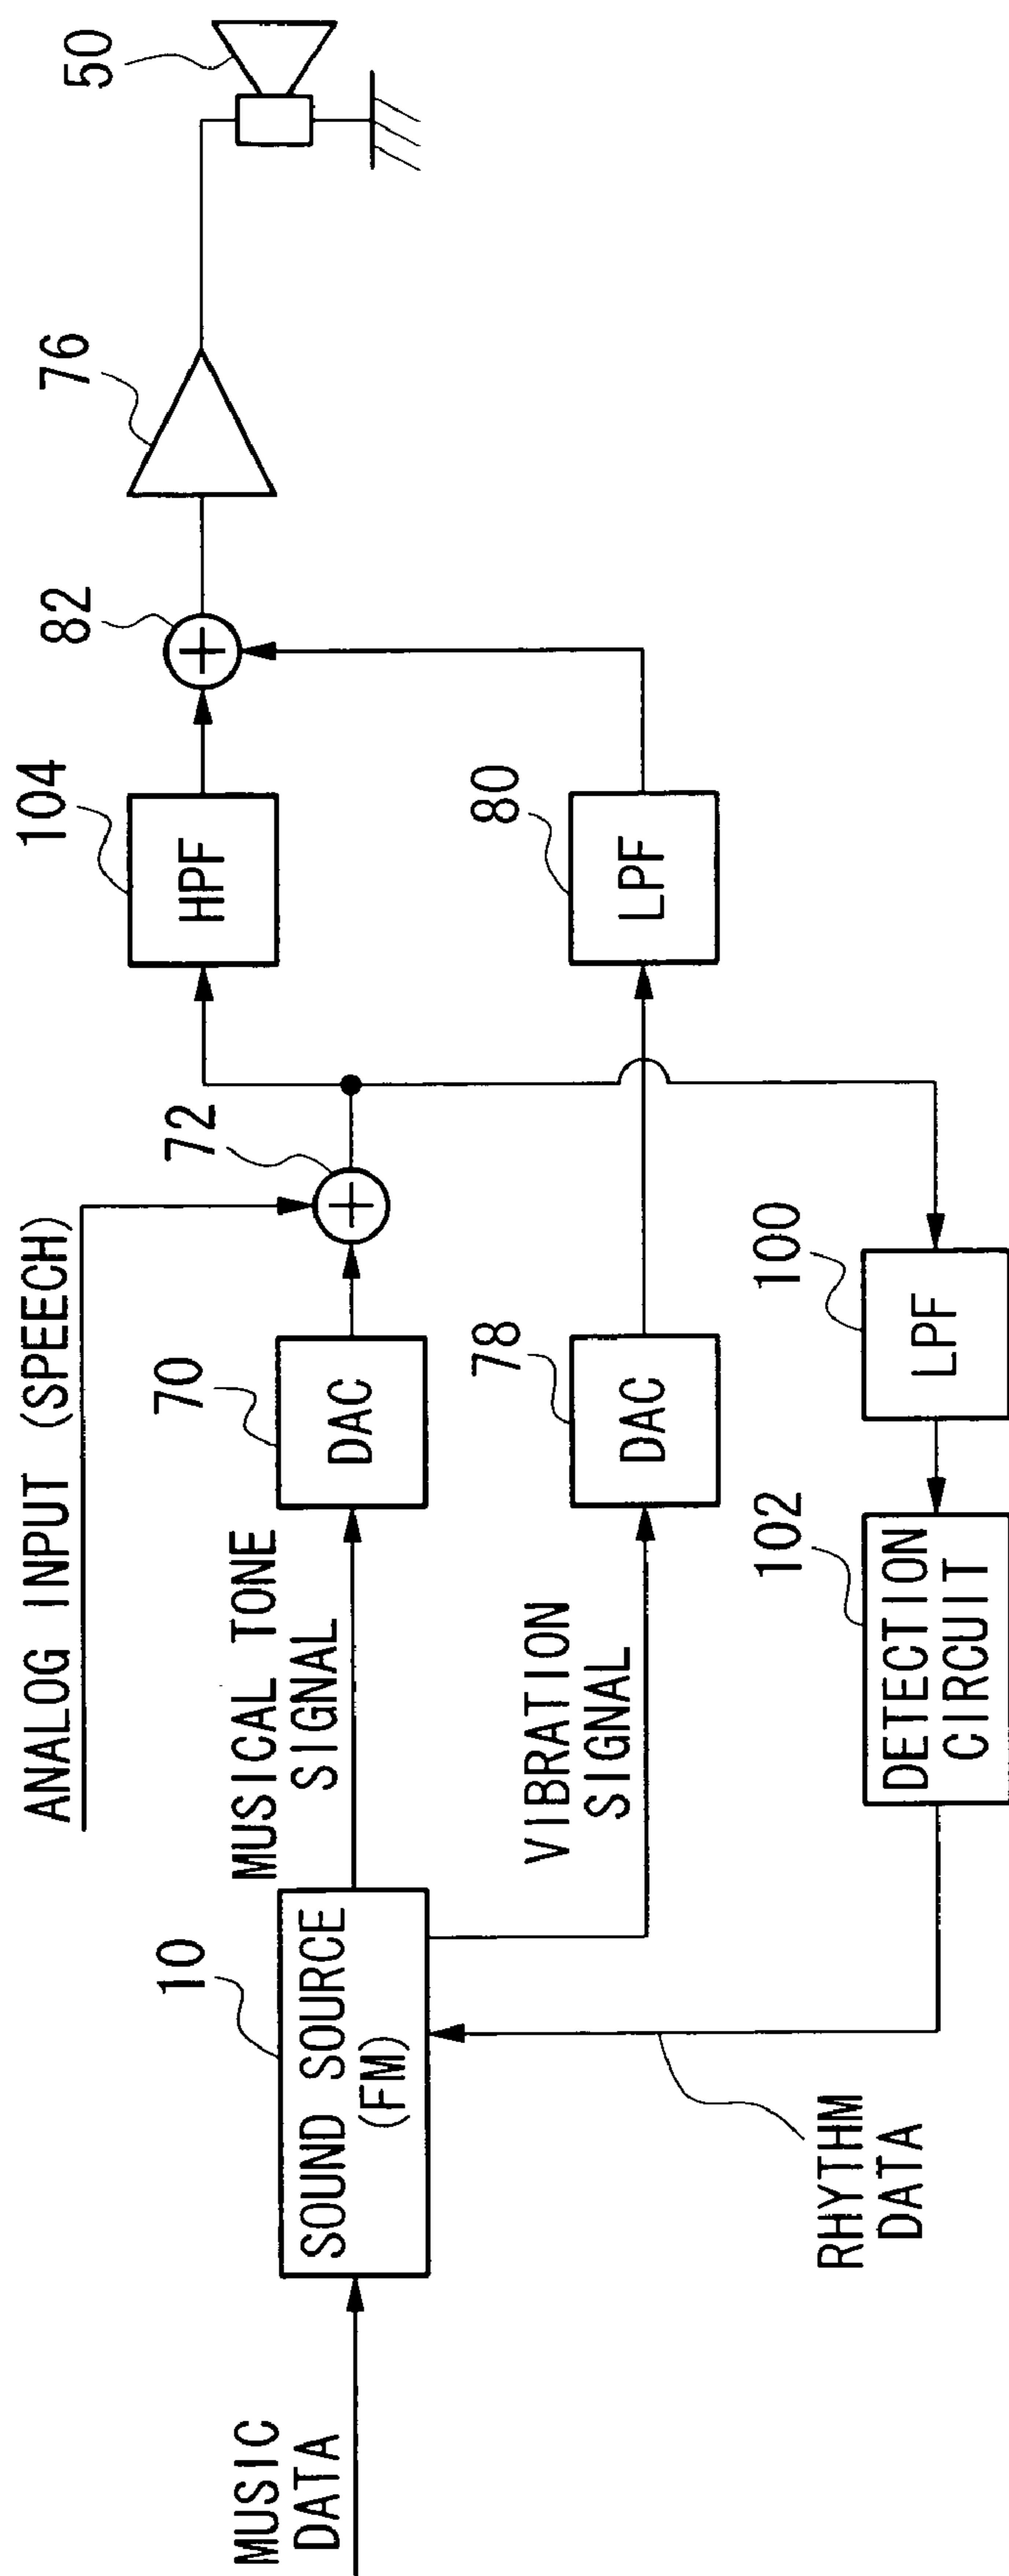 MUSIC
DATA
10
SOUND SOURCE
(FM)
RHYTHM
DATA
ANALOG INPUT (SPEECH)
MUSICAL TONE
SIGNAL
VIBRATION
SIGNAL
70
DAC
72
78
DAC
102
DETECTION
CIRCUIT
100
LPF
104
HPF
80
LPF
82
76
50